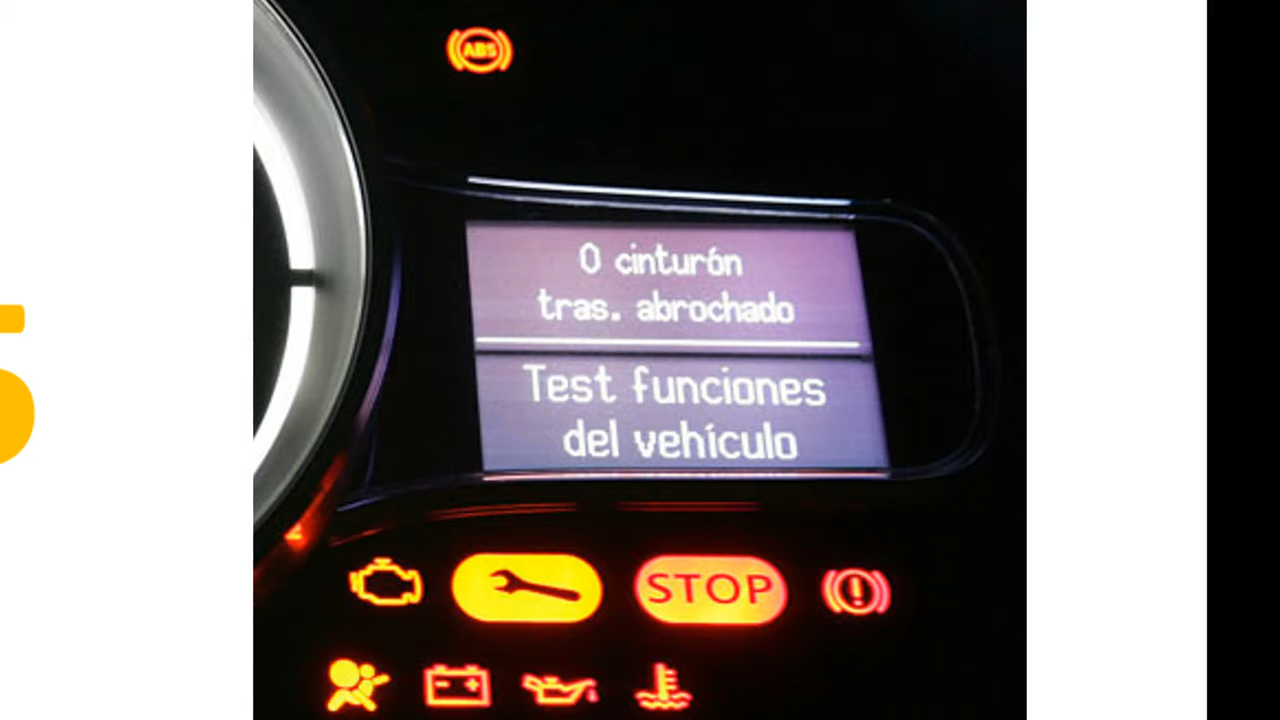 ABS
0 cinturón
tras. abrochado
Test funciones
del vehículo
STOP